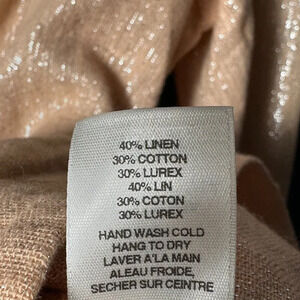 40% LINEN
30% COTTON
30% LUREX
40% LIN
30% COTON
30% LUREX
HAND WASH COLD
HANG TO DRY
LAVER À LA MAIN
ALEAU FROIDE,
SECHER SUR CEINTRE